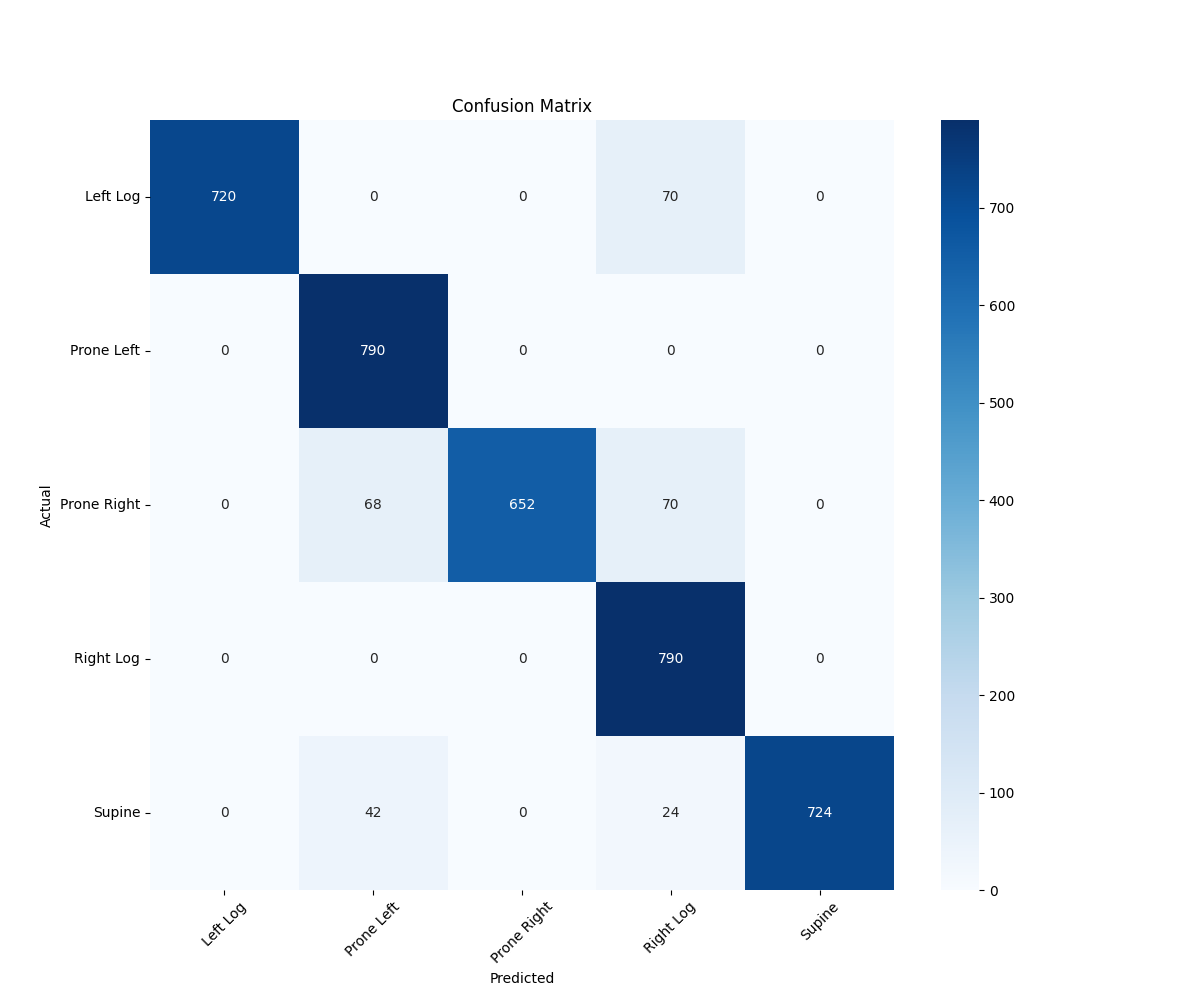 Confusion Matrix
Left Log 720 0 0 70 0
Prone Left 0 790 0 0 0
Prone Right 0 68 652 70 0
Right Log 0 0 0 790 0
Supine 0 42 0 24 724
Actual
Left Log Prone Left Prone Right Right Log Supine
Predicted
700
600
500
400
300
200
100
0